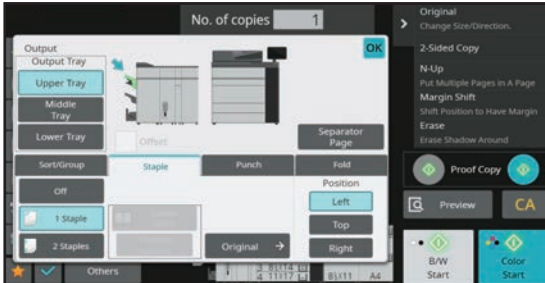 No. of copies 1
Original
Change Size/Direction.
2-Sided Copy
N-Up
Put Multiple Pages in A Page
Margin Shift
Shift Position to Have Margin
Erase
Erase Shadow Around
Proof Copy
Preview
CA
B/W
Start
Color
Start
Output
OK
Output Tray
Upper Tray
Middle
Tray
Lower Tray
Offset
Separator
Page
Sort/Group
Staple
Punch
Fold
Off
1 Staple
2 Staples
Original
Position
Left
Top
Right
Others
8½x11
A4